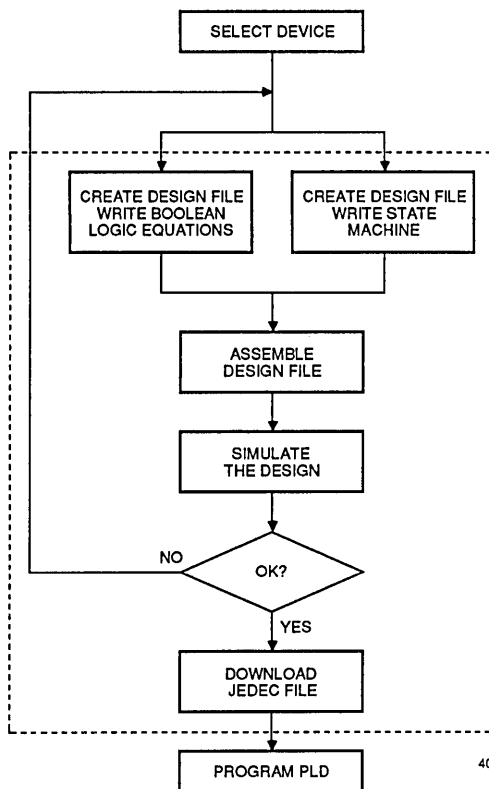 SELECT DEVICE
CREATE DESIGN FILE
WRITE BOOLEAN
LOGIC EQUATIONS
CREATE DESIGN FILE
WRITE STATE
MACHINE
ASSEMBLE
DESIGN FILE
SIMULATE
THE DESIGN
NO
OK?
YES
DOWNLOAD
JEDEC FILE
PROGRAM PLD
40